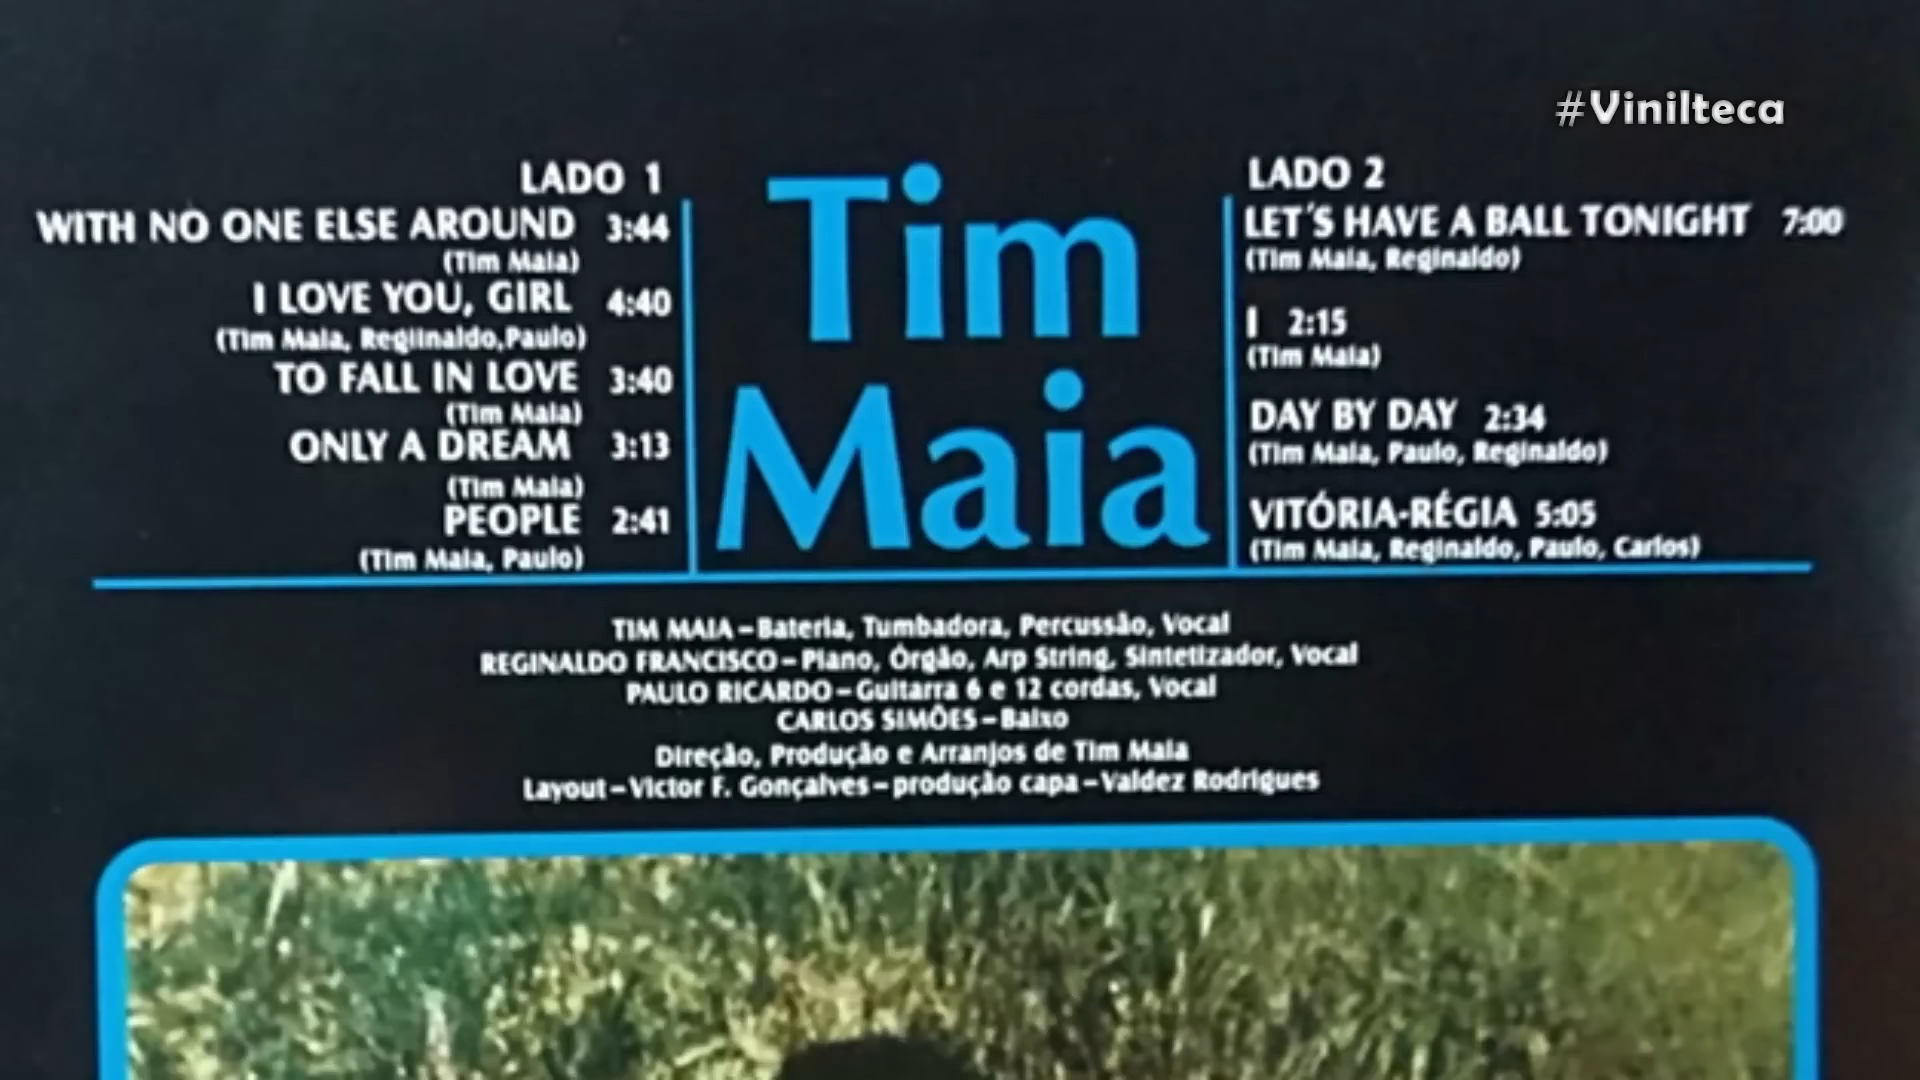 #Vinilteca
LADO 1
WITH NO ONE ELSE AROUND 3:44
(Tim Maia)
I LOVE YOU, GIRL 4:40
(Tim Maia, Regiinaldo,Paulo)
TO FALL IN LOVE 3:40
(Tim Maia)
ONLY A DREAM 3:13
(Tim Maia)
PEOPLE 2:41
(Tim Maia, Paulo)
Tim
Maia
LADO 2
LET'S HAVE A BALL TONIGHT 7:00
(Tim Maia, Reginaldo)
I 2:15
(Tim Maia)
DAY BY DAY 2:34
(Tim Maia, Paulo, Reginaldo)
VITÓRIA-RÉGIA 5:05
(Tim Maia, Reginaldo, Paulo, Carlos)
TIM MAIA – Bateria, Tumbadora, Percussão, Vocal
REGINALDO FRANCISCO – Piano, Órgão, Arp String, Sintetizador, Vocal
PAULO RICARDO – Guitarra 6 e 12 cordas, Vocal
CARLOS SIMÕES – Baixo
Direção, Produção e Arranjos de Tim Maia
Layout – Victor F. Gonçalves – produção capa – Valdez Rodrigues